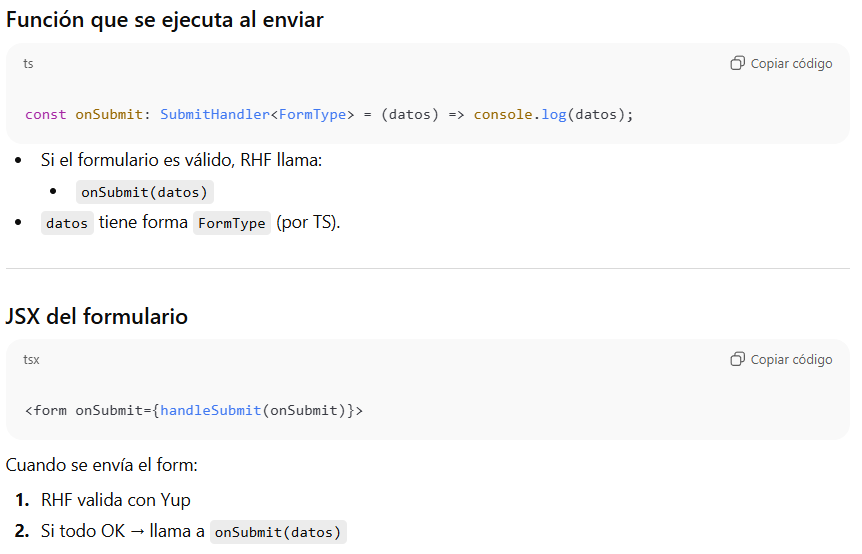 Función que se ejecuta al enviar
ts
Copiar código
const onSubmit: SubmitHandler<FormType> = (datos) => console.log(datos);
• Si el formulario es válido, RHF llama:
• onSubmit(datos)
• datos tiene forma FormType (por TS).
JSX del formulario
tsx
Copiar código
<form onSubmit={handleSubmit(onSubmit)}>
Cuando se envía el form:
1. RHF valida con Yup
2. Si todo OK → llama a onSubmit(datos)